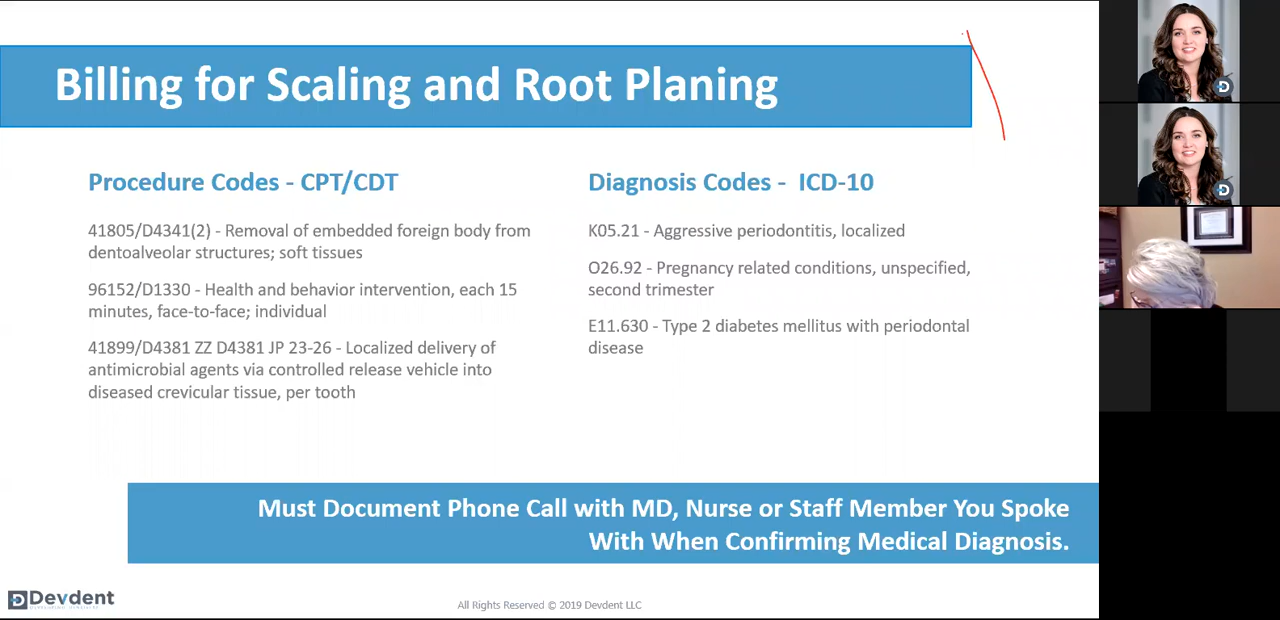 Billing for Scaling and Root Planing
Procedure Codes - CPT/CDT
41805/D4341(2) - Removal of embedded foreign body from
dentoalveolar structures; soft tissues
96152/D1330 - Health and behavior intervention, each 15
minutes, face-to-face; individual
41899/D4381 ZZ D4381 JP 23-26 - Localized delivery of
antimicrobial agents via controlled release vehicle into
diseased crevicular tissue, per tooth
Diagnosis Codes - ICD-10
K05.21 - Aggressive periodontitis, localized
O26.92 - Pregnancy related conditions, unspecified,
second trimester
E11.630 - Type 2 diabetes mellitus with periodontal
disease
Must Document Phone Call with MD, Nurse or Staff Member You Spoke
With When Confirming Medical Diagnosis.
Devdent
All Rights Reserved © 2019 Devdent LLC